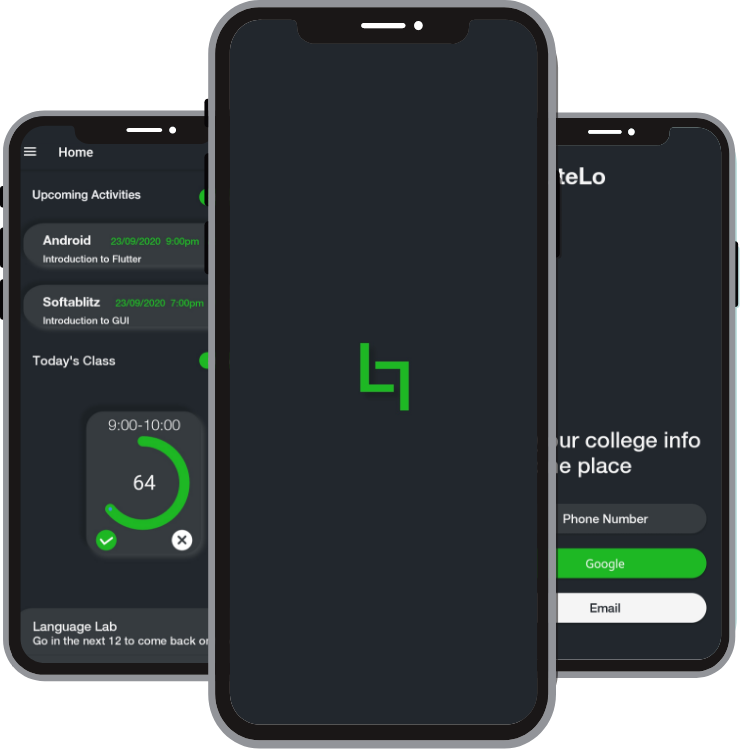 Home
Upcoming Activities
Android 23/09/2020 9:00pm
Introduction to Flutter
Softablitz 23/09/2020 7:00pm
Introduction to GUI
Today's Class
9:00-10:00
64
Language Lab
Go in the next 12 to come back
teLo
college info
place
Phone Number
Google
Email